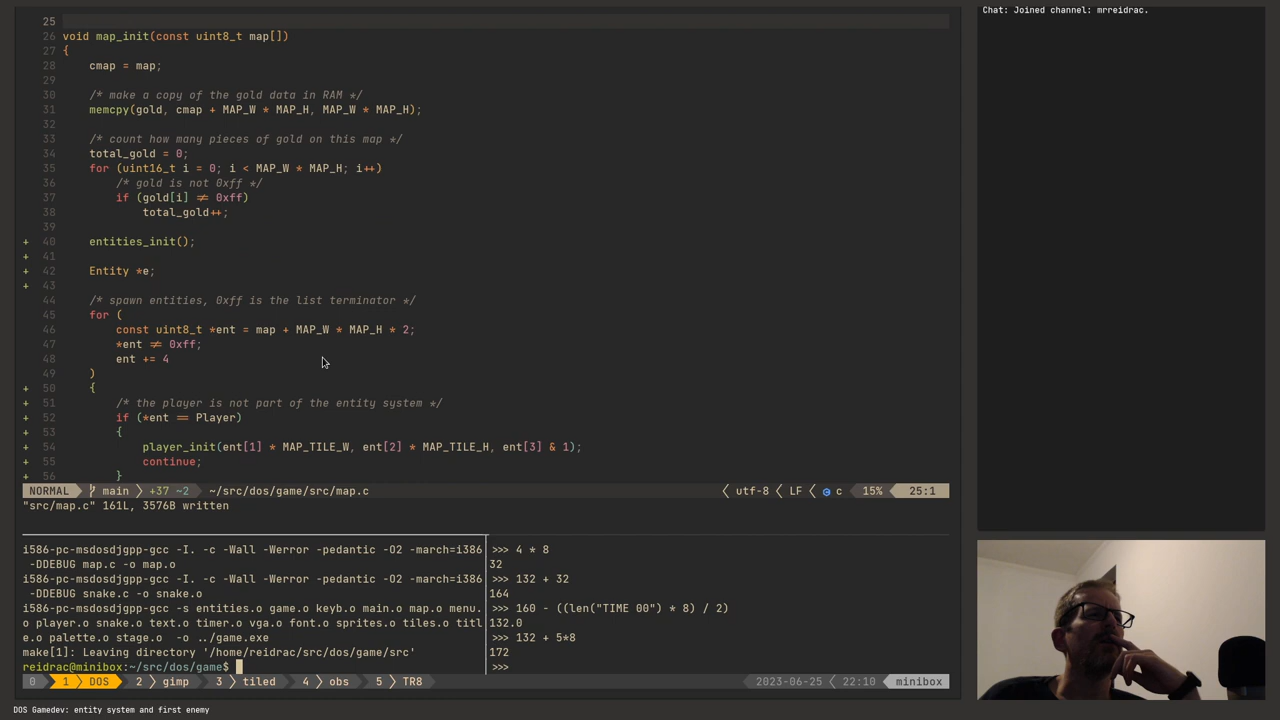 Chat: Joined channel: mrreidrac.
25
26 void map_init(const uint8_t map[])
27 {
28 cmap = map;
29
30 /* make a copy of the gold data in RAM */
31 memcpy(gold, cmap + MAP_W * MAP_H, MAP_W * MAP_H);
32
33 /* count how many pieces of gold on this map */
34 total_gold = 0;
35 for (uint16_t i = 0; i < MAP_W * MAP_H; i++)
36 /* gold is not 0xff */
37 if (gold[i] ≠ 0xff)
38 total_gold++;
39
+ 40 entities_init();
+ 41
+ 42 Entity *e;
+ 43
44 /* spawn entities, 0xff is the list terminator */
45 for (
46 const uint8_t *ent = map + MAP_W * MAP_H * 2;
47 *ent ≠ 0xff;
48 ent += 4
49 )
+ 50 {
+ 51 /* the player is not part of the entity system */
+ 52 if (*ent == Player)
+ 53 {
+ 54 player_init(ent[1] * MAP_TILE_W, ent[2] * MAP_TILE_H, ent[3] & 1);
+ 55 continue;
+ 56 }
NORMAL main +37 ~2 ~/src/dos/game/src/map.c utf-8 LF c 15% 25:1
"src/map.c" 161L, 3576B written
i586-pc-msdosdjgpp-gcc -I. -c -Wall -Werror -pedantic -O2 -march=i386
-DDEBUG map.c -o map.o
i586-pc-msdosdjgpp-gcc -I. -c -Wall -Werror -pedantic -O2 -march=i386
-DDEBUG snake.c -o snake.o
i586-pc-msdosdjgpp-gcc -s entities.o game.o keyb.o main.o map.o menu.
o player.o snake.o text.o timer.o vga.o font.o sprites.o tiles.o titl
e.o palette.o stage.o -o ../game.exe
make[1]: Leaving directory '/home/reidrac/src/dos/game/src'
reidrac@minibox:~/src/dos/game$
>>> 4 * 8
32
>>> 132 + 32
164
>>> 160 - ((len("TIME 00") * 8) / 2)
132.0
>>> 132 + 5*8
172
>>>
0 1 DOS 2 gimp 3 tiled 4 obs 5 TR8 2023-06-25 22:10 minibox
DOS Gamedev: entity system and first enemy